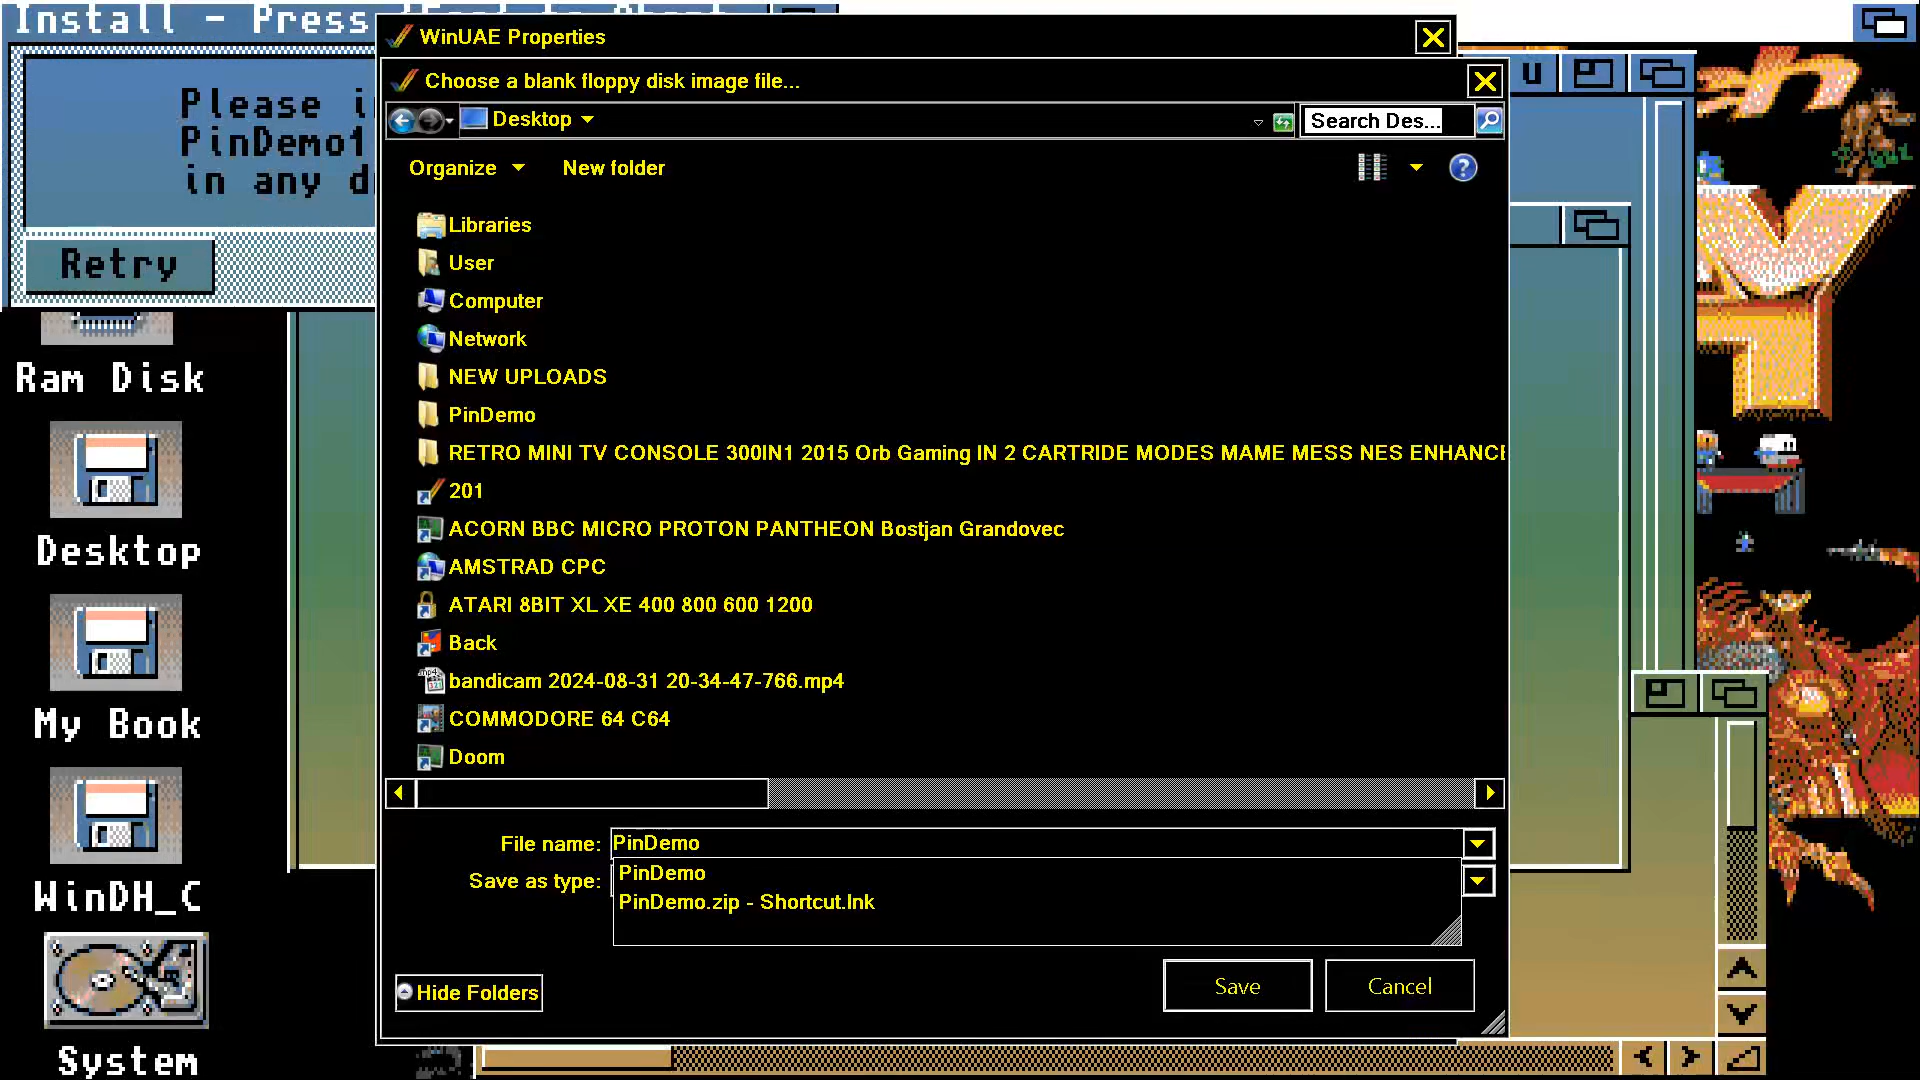 Install - Press
WinUAE Properties
Choose a blank floppy disk image file...
u
Please i
PinDemo1
in any d
Retry
Desktop
Search Des...
Organize
New folder
Libraries
User
Computer
Network
NEW UPLOADS
PinDemo
RETRO MINI TV CONSOLE 300IN1 2015 Orb Gaming IN 2 CARTRIDE MODES MAME MESS NES ENHANCE
201
ACORN BBC MICRO PROTON PANTHEON Bostjan Grandovec
AMSTRAD CPC
ATARI 8BIT XL XE 400 800 600 1200
Back
bandicam 2024-08-31 20-34-47-766.mp4
COMMODORE 64 C64
Doom
File name: PinDemo
Save as type:
PinDemo
PinDemo.zip - Shortcut.lnk
Hide Folders
Save
Cancel
Ram Disk
Desktop
My Book
WinDH_C
System